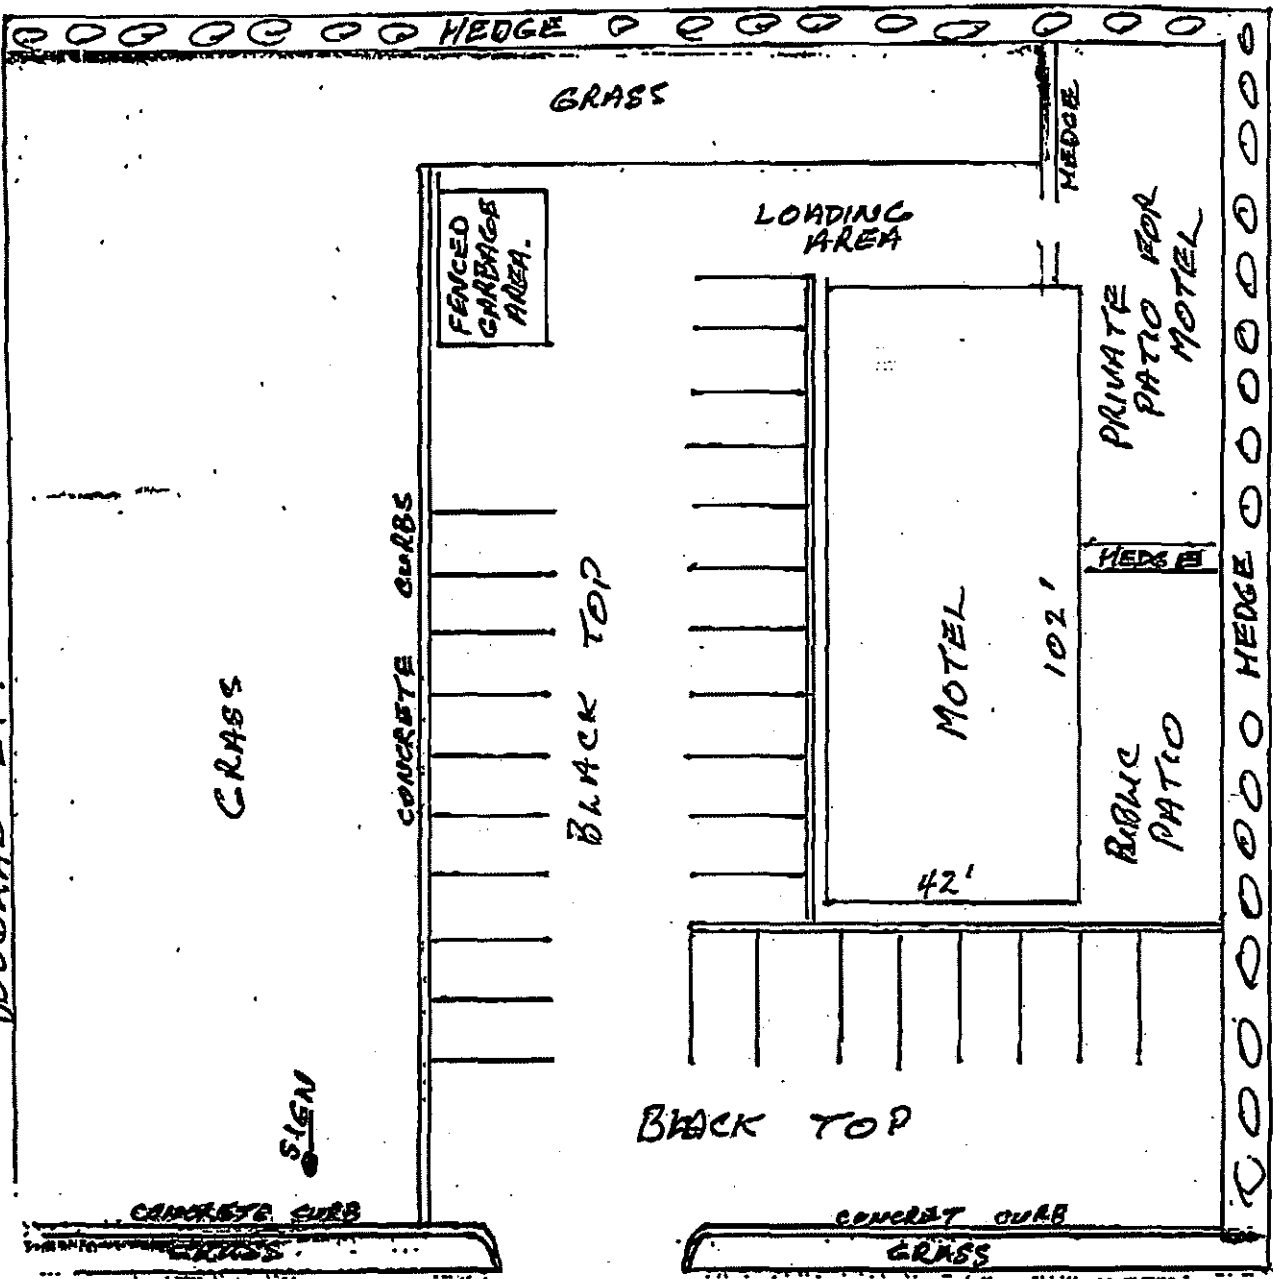 HEDGE
GRASS
HEDGE
FENCED
GARBAGE
AREA.
LOADING
AREA
PRIVATE
PATIO FOR
MOTEL
CONCRETE CURBS
BLACK TOP
GRASS
MOTEL
102'
42'
HEDGE
HEDGE
PUBLIC
PATIO
SIGN
BLACK TOP
CONCRETE CURB
GRASS
CONCRET CURB
GRASS